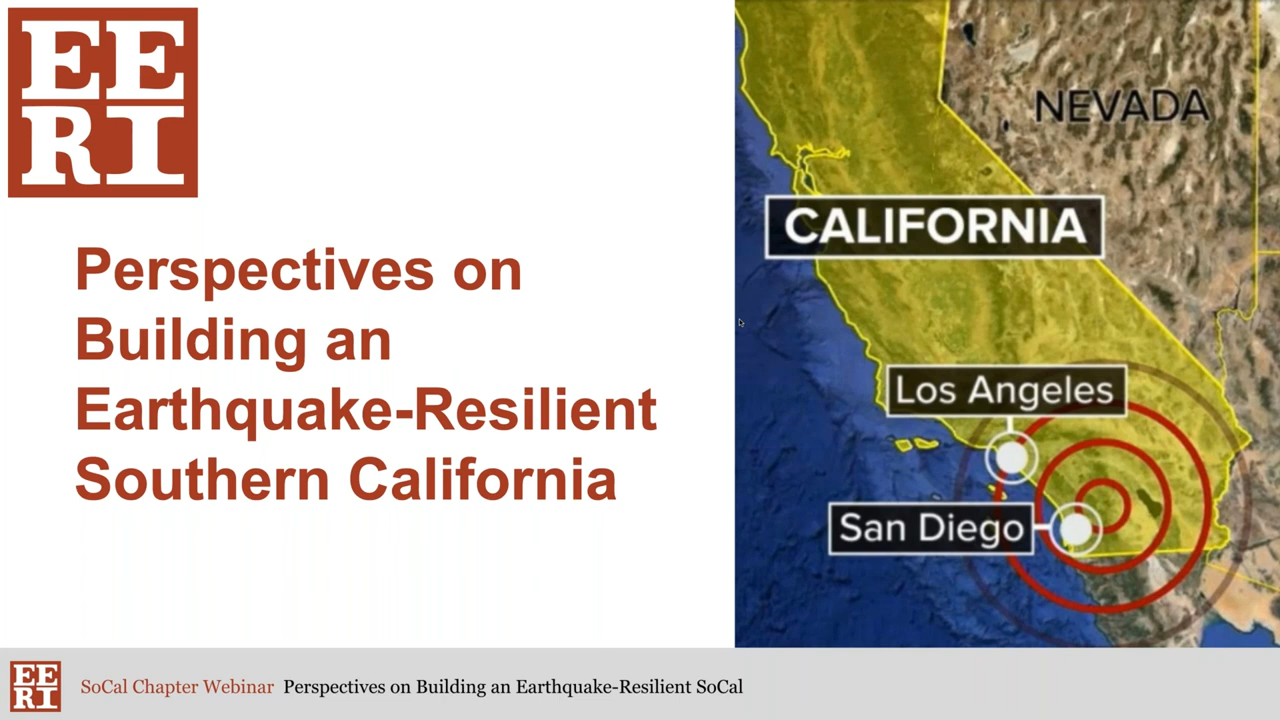 EE
RI
Perspectives on
Building an
Earthquake-Resilient
Southern California
NEVADA
CALIFORNIA
Los Angeles
San Diego
EE
RI
SoCal Chapter Webinar Perspectives on Building an Earthquake-Resilient SoCal